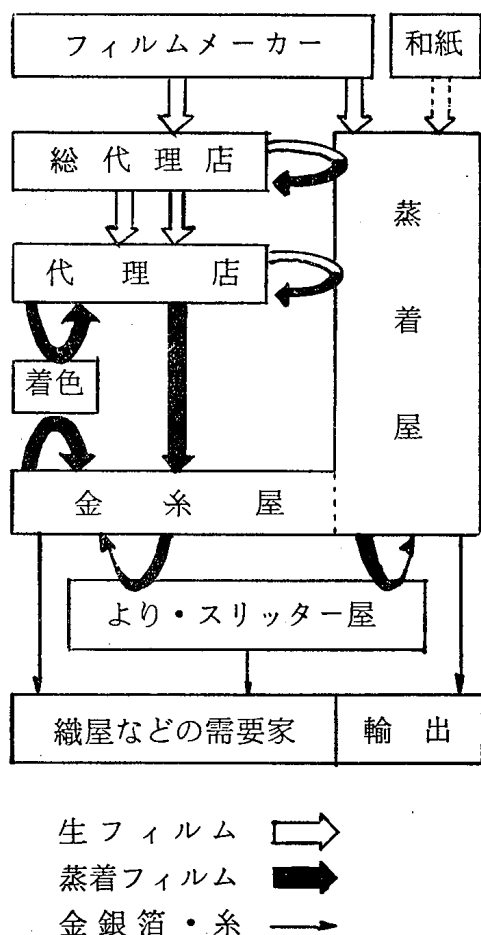 フィルムメーカー
和紙
総代理店
代理店
蒸着屋
着色
金糸屋
より・スリッター屋
織屋などの需要家
輸出
生フィルム
蒸着フィルム
金銀箔・糸